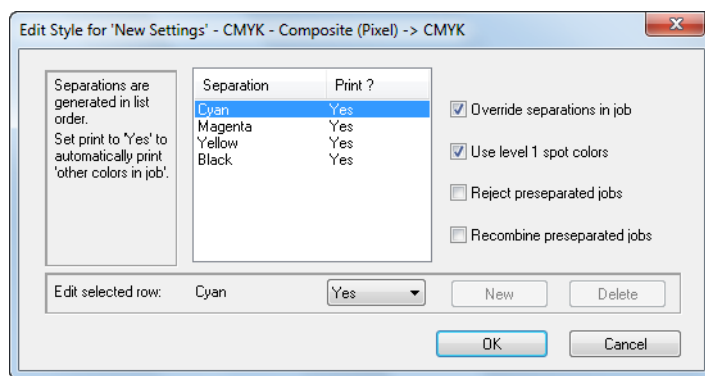 Edit Style for 'New Settings' - CMYK - Composite (Pixel) -> CMYK
Separations are
generated in list
order.
Set print to 'Yes' to
automatically print
'other colors in job'.
Separation Print ?
Cyan Yes
Magenta Yes
Yellow Yes
Black Yes
Override separations in job
Use level 1 spot colors
Reject preseparated jobs
Recombine preseparated jobs
Edit selected row: Cyan Yes New Delete
OK Cancel